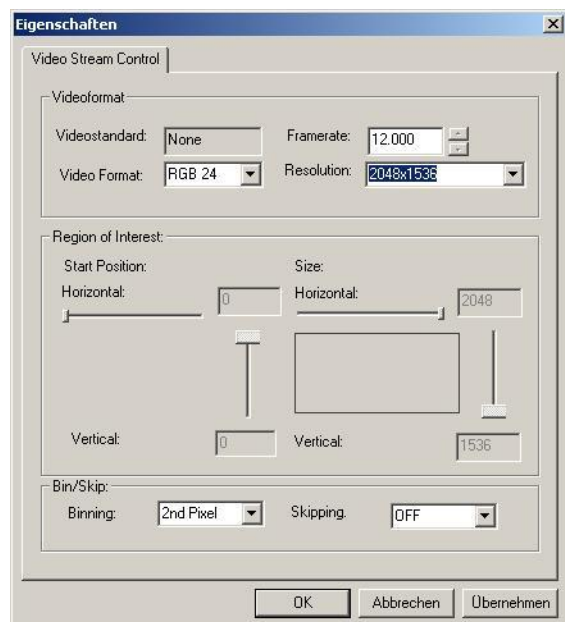 Eigenschaften
Video Stream Control
Videoformat
Videostandard: None Framerate: 12.000
Video Format: RGB 24 Resolution: 2048x1536
Region of Interest:
Start Position: Size:
Horizontal: 0 Horizontal: 2048
Vertical: 0 Vertical: 1536
Bin/Skip:
Binning: 2nd Pixel Skipping. OFF
OK Abbrechen Übernehmen